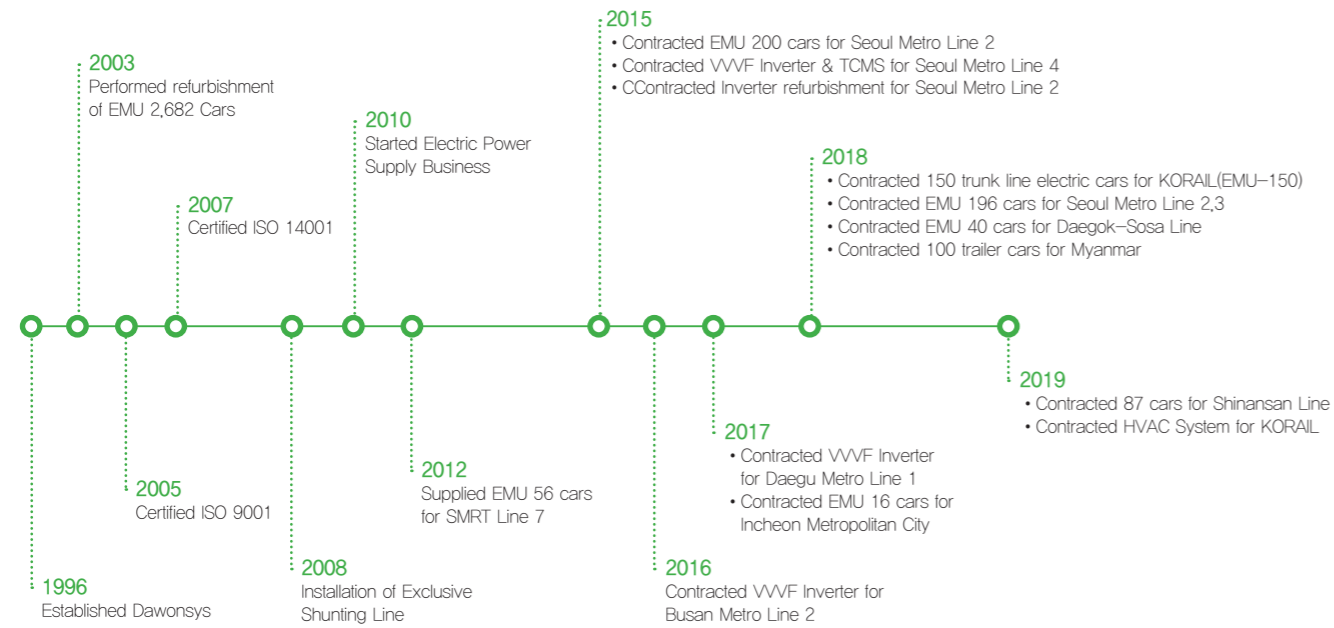 2003
Performed refurbishment
of EMU 2,682 Cars
2007
Certified ISO 14001
2010
Started Electric Power
Supply Business
2015
• Contracted EMU 200 cars for Seoul Metro Line 2
• Contracted VVVF Inverter & TCMS for Seoul Metro Line 4
• CContracted Inverter refurbishment for Seoul Metro Line 2
2018
• Contracted 150 trunk line electric cars for KORAIL(EMU-150)
• Contracted EMU 196 cars for Seoul Metro Line 2,3
• Contracted EMU 40 cars for Daegok-Sosa Line
• Contracted 100 trailer cars for Myanmar
1996
Established Dawonsys
2005
Certified ISO 9001
2008
Installation of Exclusive
Shunting Line
2012
Supplied EMU 56 cars
for SMRT Line 7
2016
Contracted VVVF Inverter for
Busan Metro Line 2
2017
• Contracted VVVF Inverter
for Daegu Metro Line 1
• Contracted EMU 16 cars for
Incheon Metropolitan City
2019
• Contracted 87 cars for Shinansan Line
• Contracted HVAC System for KORAIL